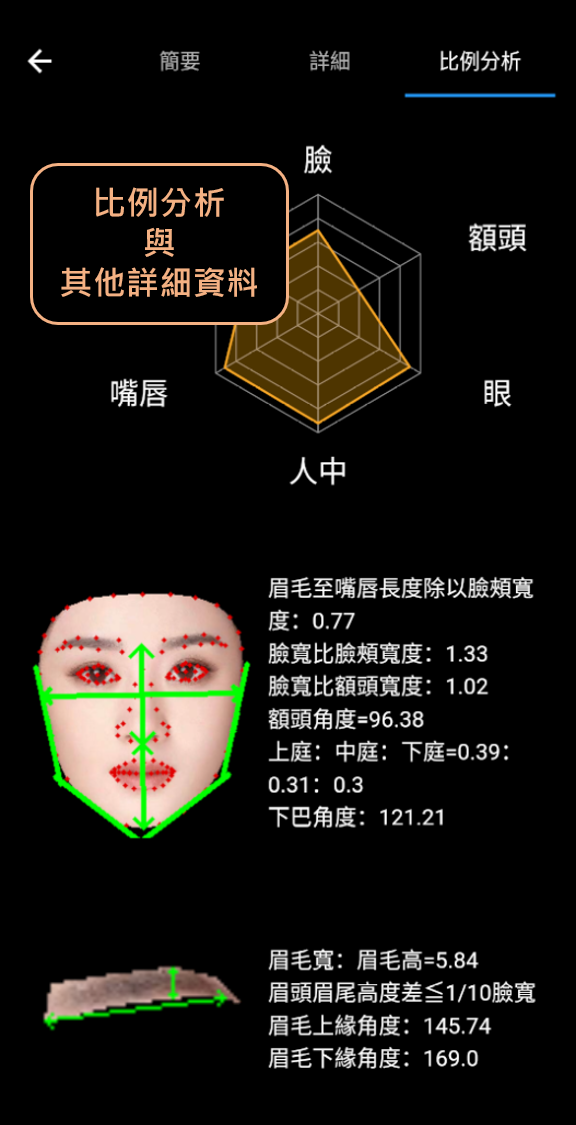 簡要
詳細
比例分析
臉
比例分析
與
其他詳細資料
額頭
嘴唇
眼
人中
眉毛至嘴唇長度除以臉頰寬
度：0.77
臉寬比臉頰寬度：1.33
臉寬比額頭寬度：1.02
額頭角度=96.38
上庭：中庭：下庭=0.39：
0.31：0.3
下巴角度：121.21
眉毛寬：眉毛高=5.84
眉頭眉尾高度差≦1/10臉寬
眉毛上緣角度：145.74
眉毛下緣角度：169.0